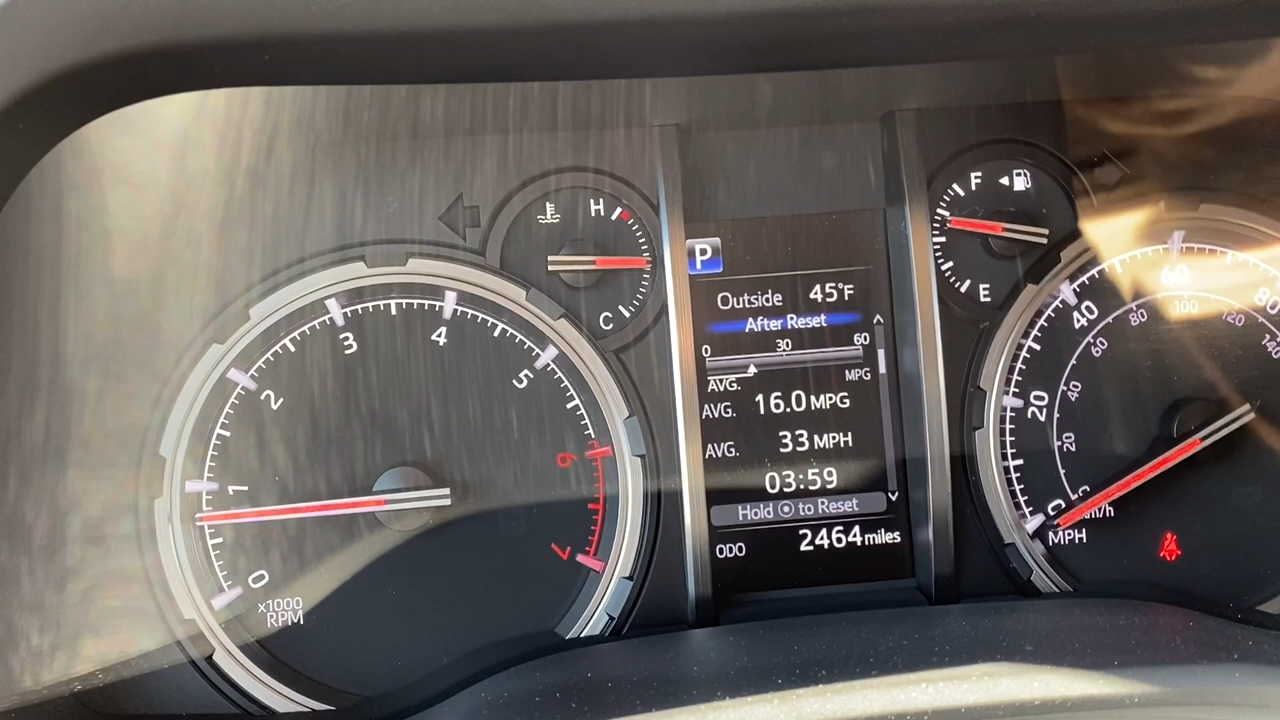 H
C
F
E
P
Outside 45°F
After Reset
0 30 60
AVG. MPG
AVG. 16.0 MPG
AVG. 33 MPH
03:59
Hold to Reset
ODO 2464 miles
0 1 2 3 4 5 6 7
x1000
RPM
0 20 40 60 80
20 40 60 80 100 120 140
km/h
MPH